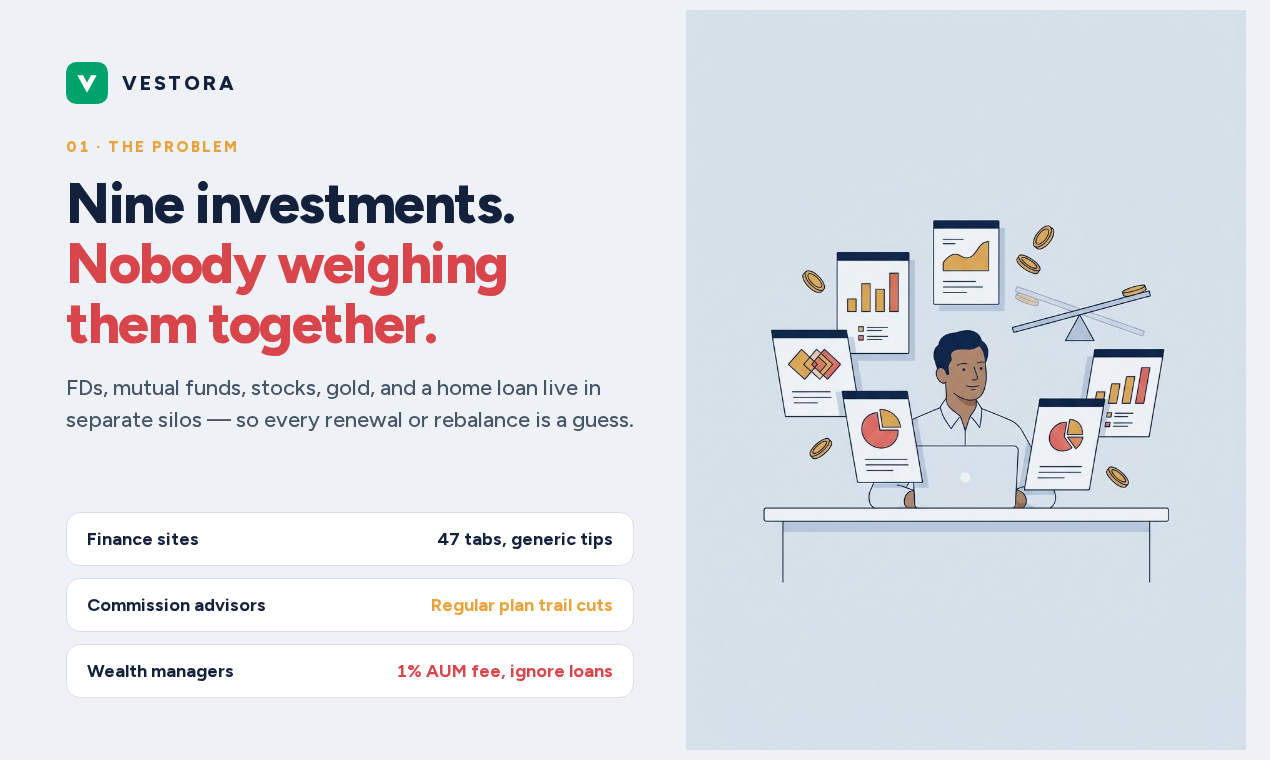 VESTORA
01 · THE PROBLEM
Nine investments.
Nobody weighing
them together.
FDs, mutual funds, stocks, gold, and a home loan live in
separate silos — so every renewal or rebalance is a guess.
Finance sites 47 tabs, generic tips
Commission advisors Regular plan trail cuts
Wealth managers 1% AUM fee, ignore loans